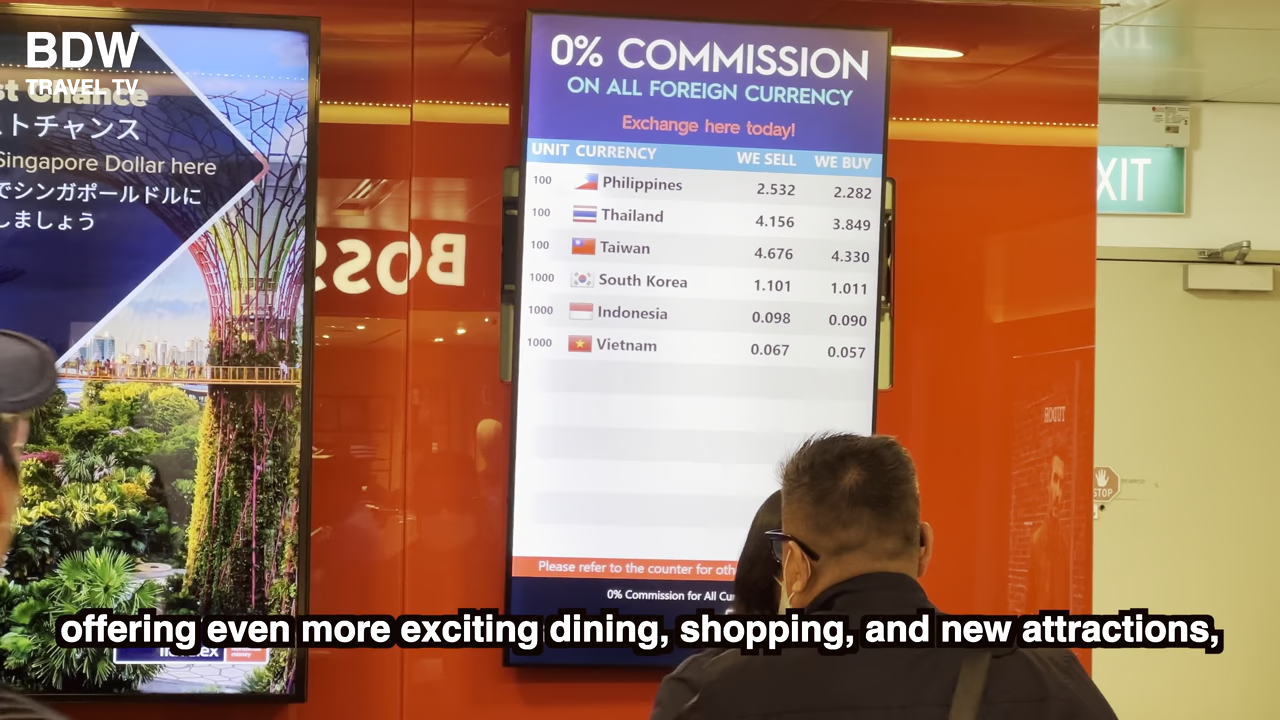 BDW
TRAVEL TV
st Chance
ストチャンス
Singapore Dollar here
でシンガポールドルに
しましょう
BOSS
0% COMMISSION
ON ALL FOREIGN CURRENCY
Exchange here today!
UNIT CURRENCY WE SELL WE BUY
100 Philippines 2.532 2.282
100 Thailand 4.156 3.849
100 Taiwan 4.676 4.330
1000 South Korea 1.101 1.011
1000 Indonesia 0.098 0.090
1000 Vietnam 0.067 0.057
Please refer to the counter for oth
0% Commission for All Cu
EXIT
TUDOR
STOP
offering even more exciting dining, shopping, and new attractions,